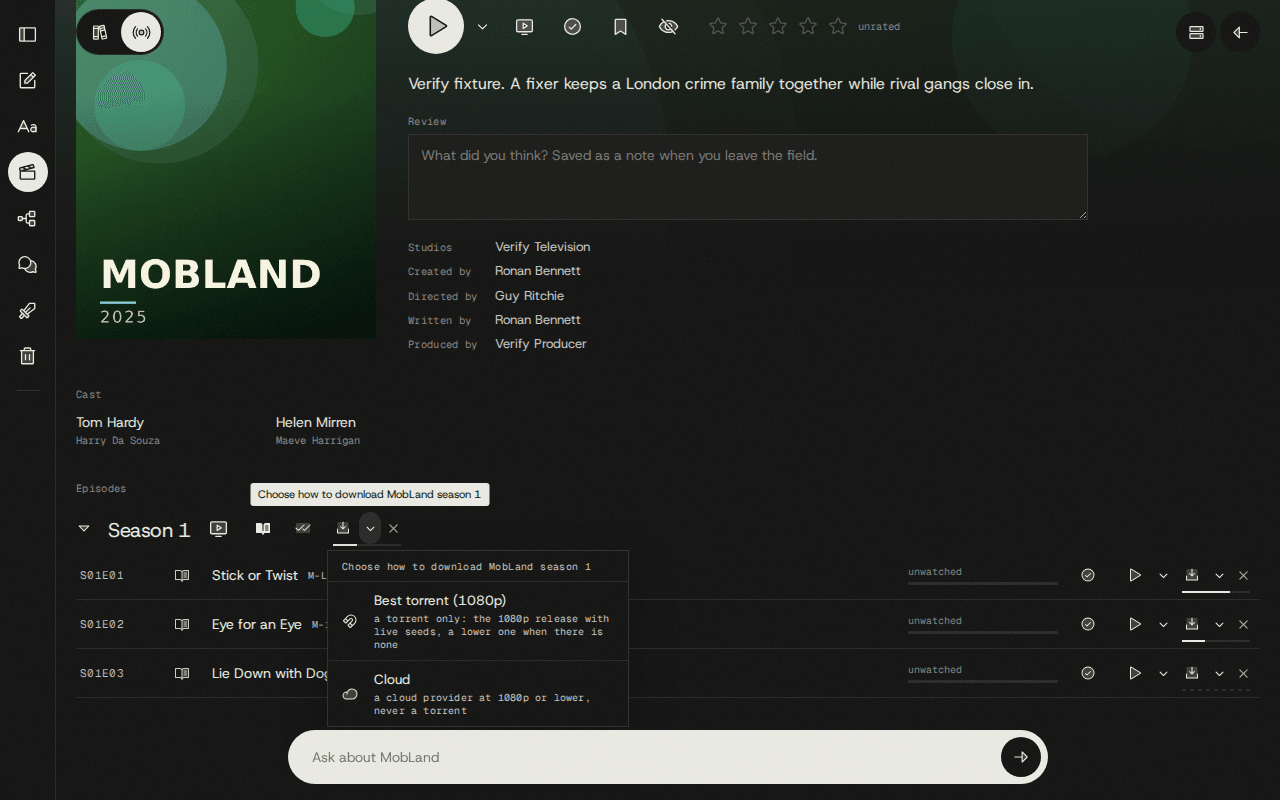 Aa
unrated
Verify fixture. A fixer keeps a London crime family together while rival gangs close in.
Review
What did you think? Saved as a note when you leave the field.
MOBLAND
2025
Studios Verify Television
Created by Ronan Bennett
Directed by Guy Ritchie
Written by Ronan Bennett
Produced by Verify Producer
Cast
Tom Hardy
Harry Da Souza
Helen Mirren
Maeve Harrigan
Episodes
Choose how to download MobLand season 1
Season 1
Choose how to download MobLand season 1
S01E01 Stick or Twist unwatched
Best torrent (1080p)
a torrent only: the 1080p release with
live seeds, a lower one when there is
none
S01E02 Eye for an Eye unwatched
Cloud
a cloud provider at 1080p or lower,
never a torrent
S01E03 Lie Down with unwatched
Ask about MobLand